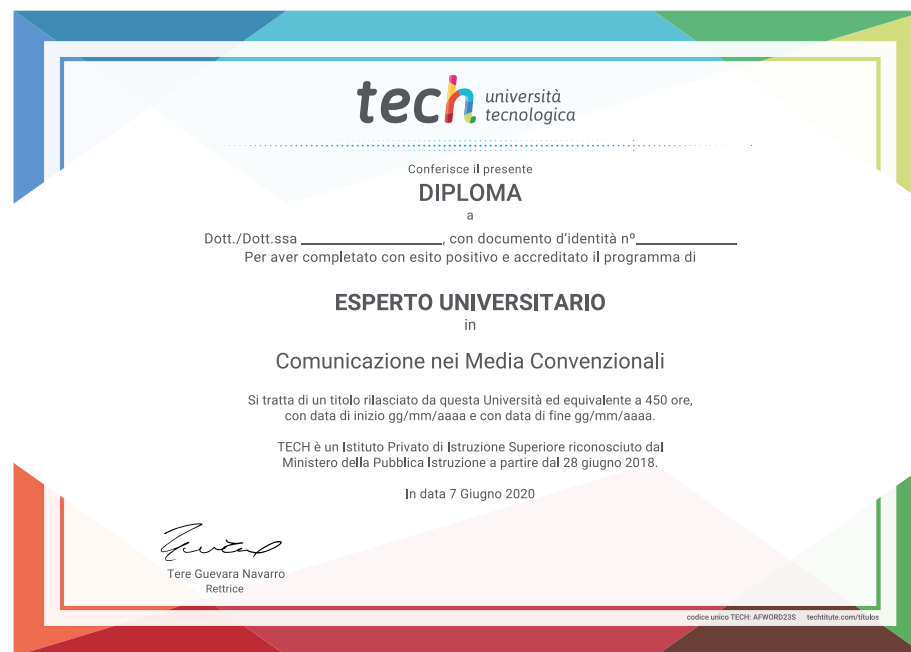 tech università
tecnologica
Conferisce il presente
DIPLOMA
a
Dott./Dott.ssa ____________________, con documento d'identità nº______________
Per aver completato con esito positivo e accreditato il programma di
ESPERTO UNIVERSITARIO
in
Comunicazione nei Media Convenzionali
Si tratta di un titolo rilasciato da questa Università ed equivalente a 450 ore,
con data di inizio gg/mm/aaaa e con data di fine gg/mm/aaaa.
TECH è un Istituto Privato di Istruzione Superiore riconosciuto dal
Ministero della Pubblica Istruzione a partire dal 28 giugno 2018.
In data 7 Giugno 2020
Tere Guevara Navarro
Rettrice
codice unico TECH: AFWORD23S techtitute.com/titulos